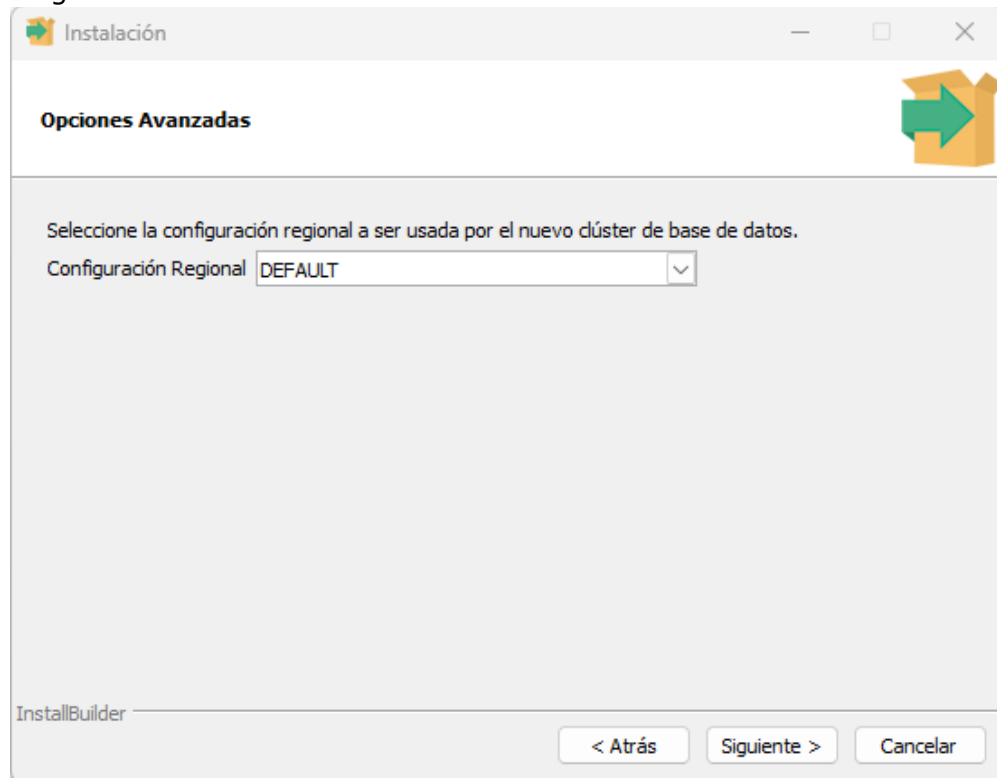 Instalación
Opciones Avanzadas
Seleccione la configuración regional a ser usada por el nuevo clúster de base de datos.
Configuración Regional DEFAULT
InstallBuilder
< Atrás Siguiente > Cancelar